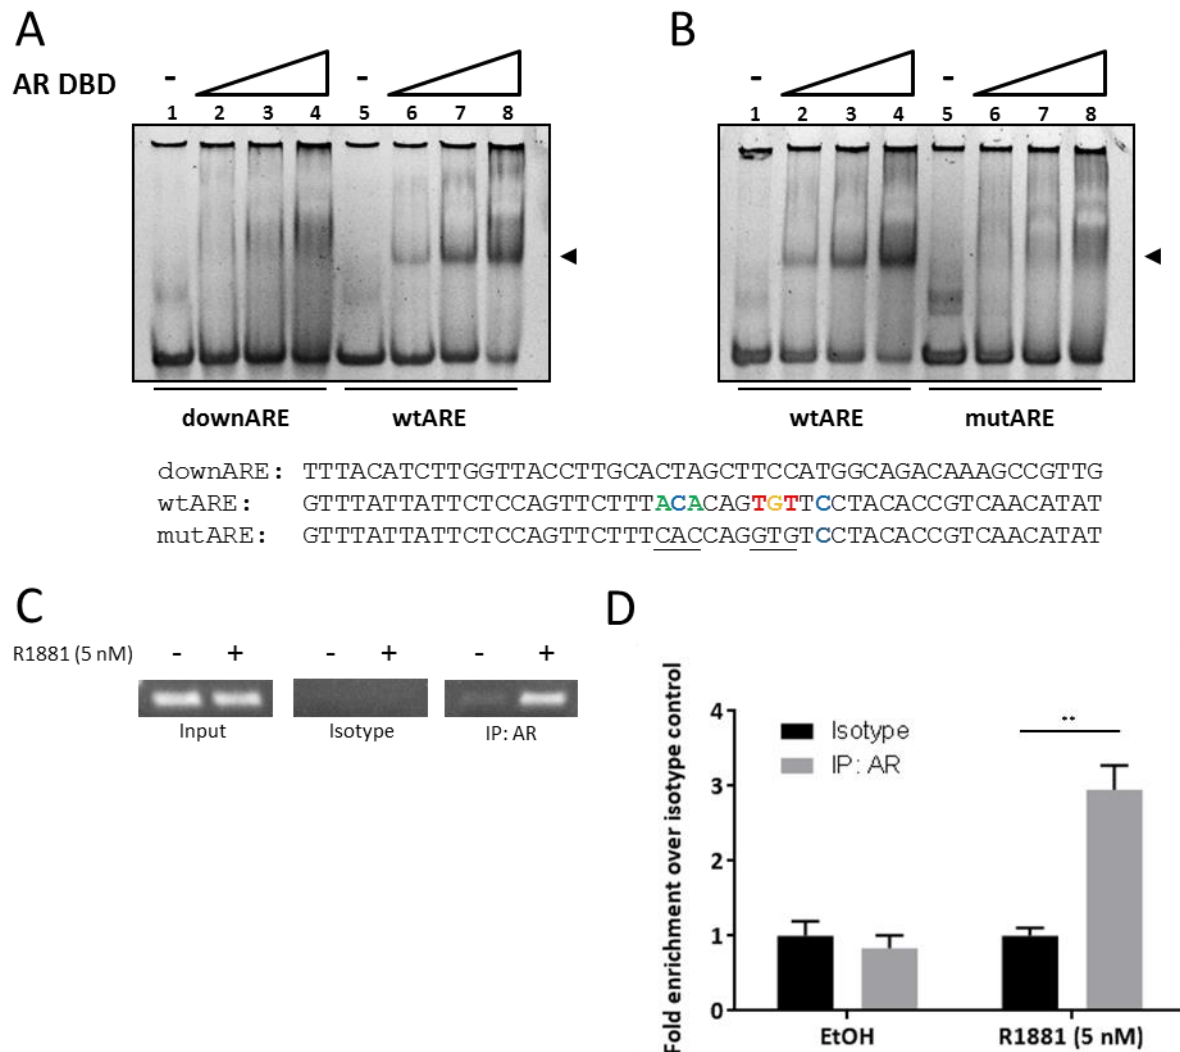 A B
AR DBD - -  - -
1 2 3 4 5 6 7 8 1 2 3 4 5 6 7 8
downARE wtARE wtARE mutARE
downARE: TTTACATCTTGGTTACCTTGCACTAGCTTCCATGGCAGACAAAGCCGTTG
wtARE: GTTTATTATTCTCCAGTTCTTTACACAGTGTTCCTACACCGTCAACATAT
mutARE: GTTTATTATTCTCCAGTTCTTTCACCAGGTGTCCTACACCGTCAACATAT
C
R1881 (5 nM) - + - + - +
Input Isotype IP: AR
D
Fold enrichment over isotype control
4
3
2
1
0
Isotype
IP: AR
**
EtOH R1881 (5 nM)